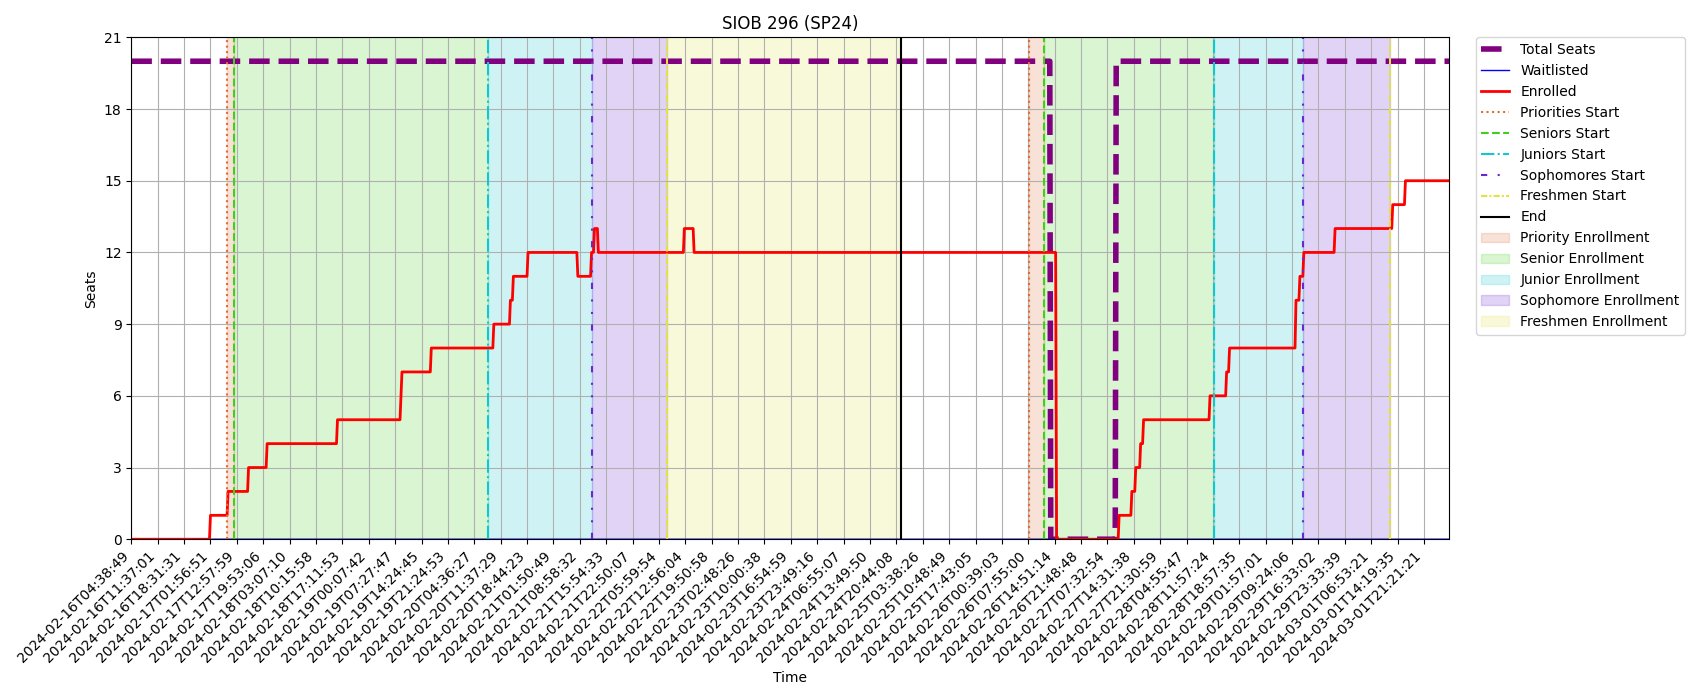 SIOB 296 (SP24)
21
18
15
12
9
6
3
0
Seats
2024-02-16T04:38:49
2024-02-16T11:37:01
2024-02-16T18:31:31
2024-02-17T01:56:51
2024-02-17T12:57:59
2024-02-17T19:53:06
2024-02-18T03:07:10
2024-02-18T10:15:58
2024-02-18T17:11:53
2024-02-19T00:07:42
2024-02-19T07:27:47
2024-02-19T14:24:45
2024-02-19T21:24:53
2024-02-20T04:36:27
2024-02-20T11:37:29
2024-02-20T18:44:23
2024-02-21T01:50:49
2024-02-21T08:58:32
2024-02-21T15:54:33
2024-02-21T22:50:07
2024-02-22T05:59:54
2024-02-22T12:56:04
2024-02-22T19:50:58
2024-02-23T02:48:26
2024-02-23T10:00:38
2024-02-23T16:54:59
2024-02-23T23:49:16
2024-02-24T06:55:07
2024-02-24T13:49:50
2024-02-24T20:44:08
2024-02-25T03:38:26
2024-02-25T10:48:49
2024-02-25T17:43:05
2024-02-26T00:39:03
2024-02-26T07:55:00
2024-02-26T14:51:14
2024-02-26T21:48:48
2024-02-27T07:32:54
2024-02-27T14:31:38
2024-02-27T21:30:59
2024-02-28T04:55:47
2024-02-28T11:57:24
2024-02-28T18:57:35
2024-02-29T01:57:01
2024-02-29T09:24:06
2024-02-29T16:33:02
2024-02-29T23:33:39
2024-03-01T06:53:21
2024-03-01T14:19:35
2024-03-01T21:21:21
Time
Total Seats
Waitlisted
Enrolled
Priorities Start
Seniors Start
Juniors Start
Sophomores Start
Freshmen Start
End
Priority Enrollment
Senior Enrollment
Junior Enrollment
Sophomore Enrollment
Freshmen Enrollment